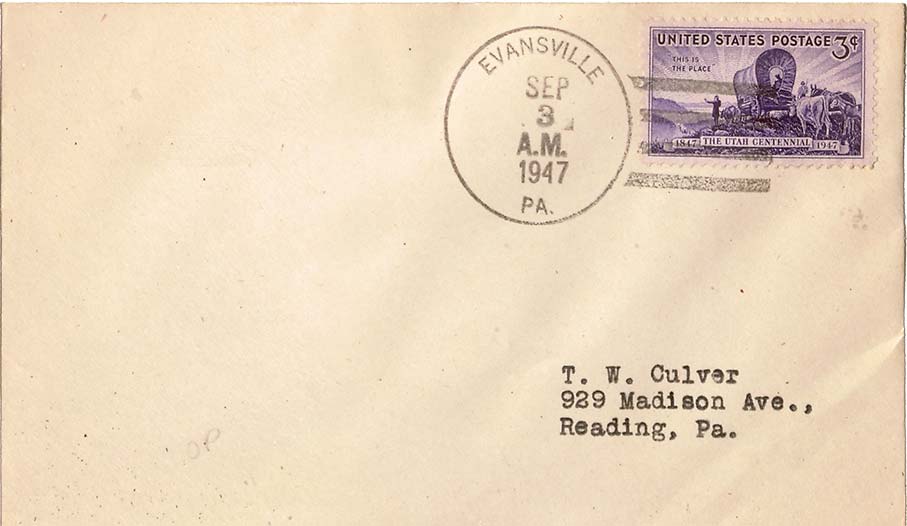 EVANSVILLE
SEP
3
A.M.
1947
PA.
UNITED STATES POSTAGE 3¢
THIS IS
THE PLACE
1847 THE UTAH CENTENNIAL 1947
T. W. Culver
929 Madison Ave.,
Reading, Pa.
OP